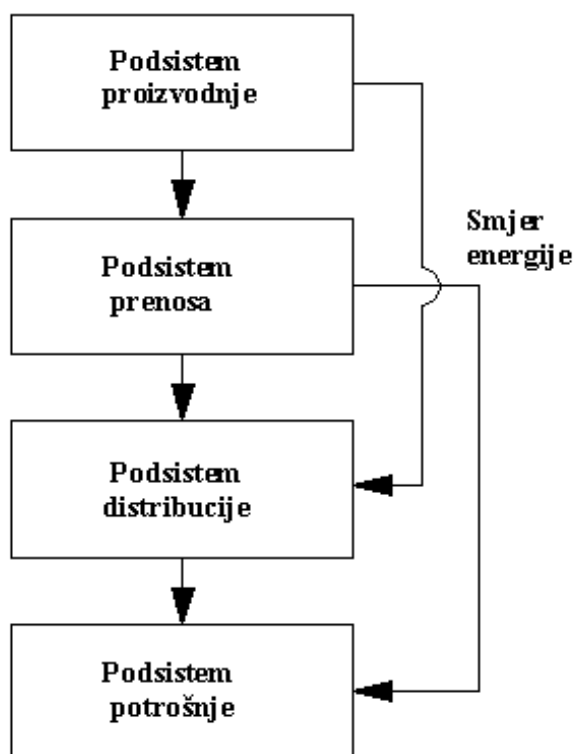 Podsistem
proizvodnje
Smjer
energije
Podsistem
prenosa
Podsistem
distribucije
Podsistem
potrošnje